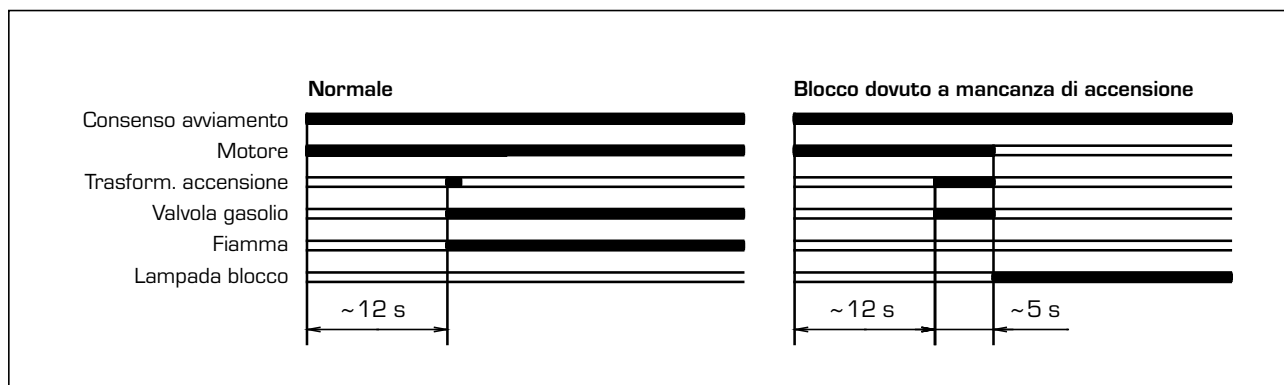 Normale
Blocco dovuto a mancanza di accensione
Consenso avviamento
Motore
Trasform. accensione
Valvola gasolio
Fiamma
Lampada blocco
~12 s
~12 s
~5 s